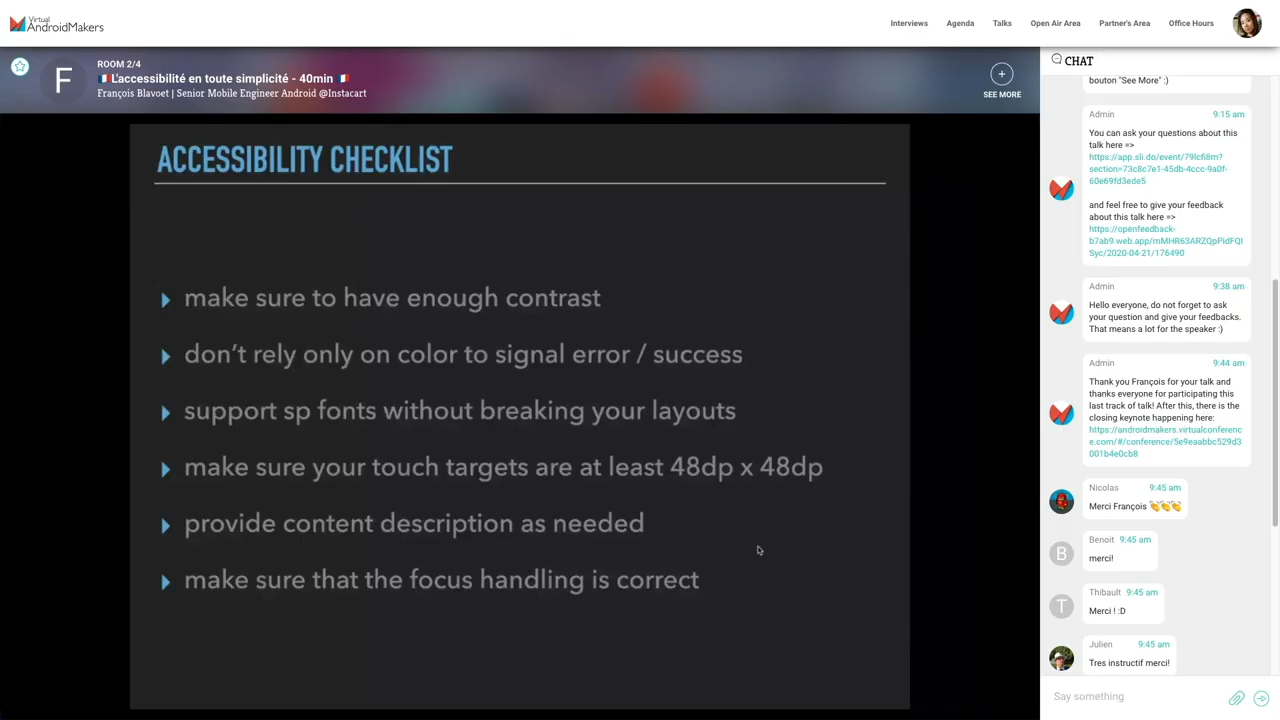 Virtual
AndroidMakers
Interviews
Agenda
Talks
Open Air Area
Partner's Area
Office Hours
ROOM 2/4
F
🇫🇷L'accessibilité en toute simplicité - 40min 🇫🇷
François Blavoet | Senior Mobile Engineer Android @Instacart
SEE MORE
ACCESSIBILITY CHECKLIST
make sure to have enough contrast
don't rely only on color to signal error / success
support sp fonts without breaking your layouts
make sure your touch targets are at least 48dp x 48dp
provide content description as needed
make sure that the focus handling is correct
CHAT
bouton "See More" :)
Admin 9:15 am
You can ask your questions about this
talk here =>
https://app.sli.do/event/79lcfi8m?
section=73c8c7e1-45db-4ccc-9a0f-
60e69fd3ede5
and feel free to give your feedback
about this talk here =>
https://openfeedback-
b7ab9.web.app/mMHR63ARZQpPidFQI
Syc/2020-04-21/176490
Admin 9:38 am
Hello everyone, do not forget to ask
your question and give your feedbacks.
That means a lot for the speaker :)
Admin 9:44 am
Thank you François for your talk and
thanks everyone for participating this
last track of talk! After this, there is the
closing keynote happening here:
https://androidmakers.virtualconferenc
e.com/#/conference/5e9eaabbc529d3
001b4e0cb8
Nicolas 9:45 am
Merci François 👏👏👏
B
Benoit 9:45 am
merci!
T
Thibault 9:45 am
Merci ! :D
Julien 9:45 am
Tres instructif merci!
Say something